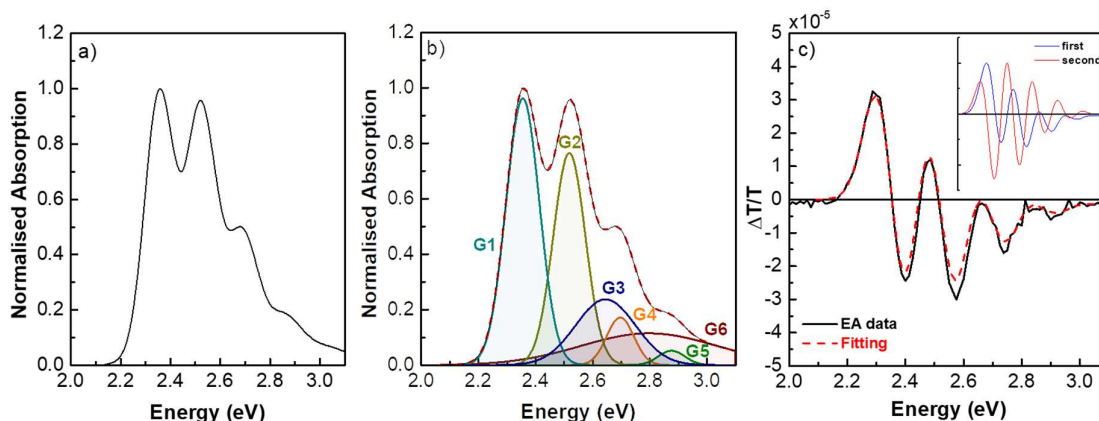 a)
1.2
1.0
0.8
0.6
0.4
0.2
0.0
Normalised Absorption
2.0 2.2 2.4 2.6 2.8 3.0
Energy (eV)
b)
1.2
1.0
0.8
0.6
0.4
0.2
0.0
Normalised Absorption
G1
G2
G3
G4
G5
G6
2.0 2.2 2.4 2.6 2.8 3.0
Energy (eV)
x10⁻⁵
c)
5
4
3
2
1
0
-1
-2
-3
-4
-5
ΔT/T
first
second
EA data
Fitting
2.0 2.2 2.4 2.6 2.8 3.0
Energy (eV)